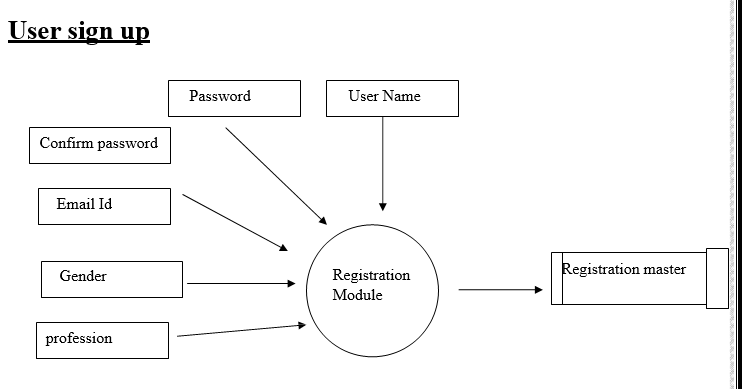 User sign up
Password
User Name
Confirm password
Email Id
Gender
Registration
Module
Registration master
profession